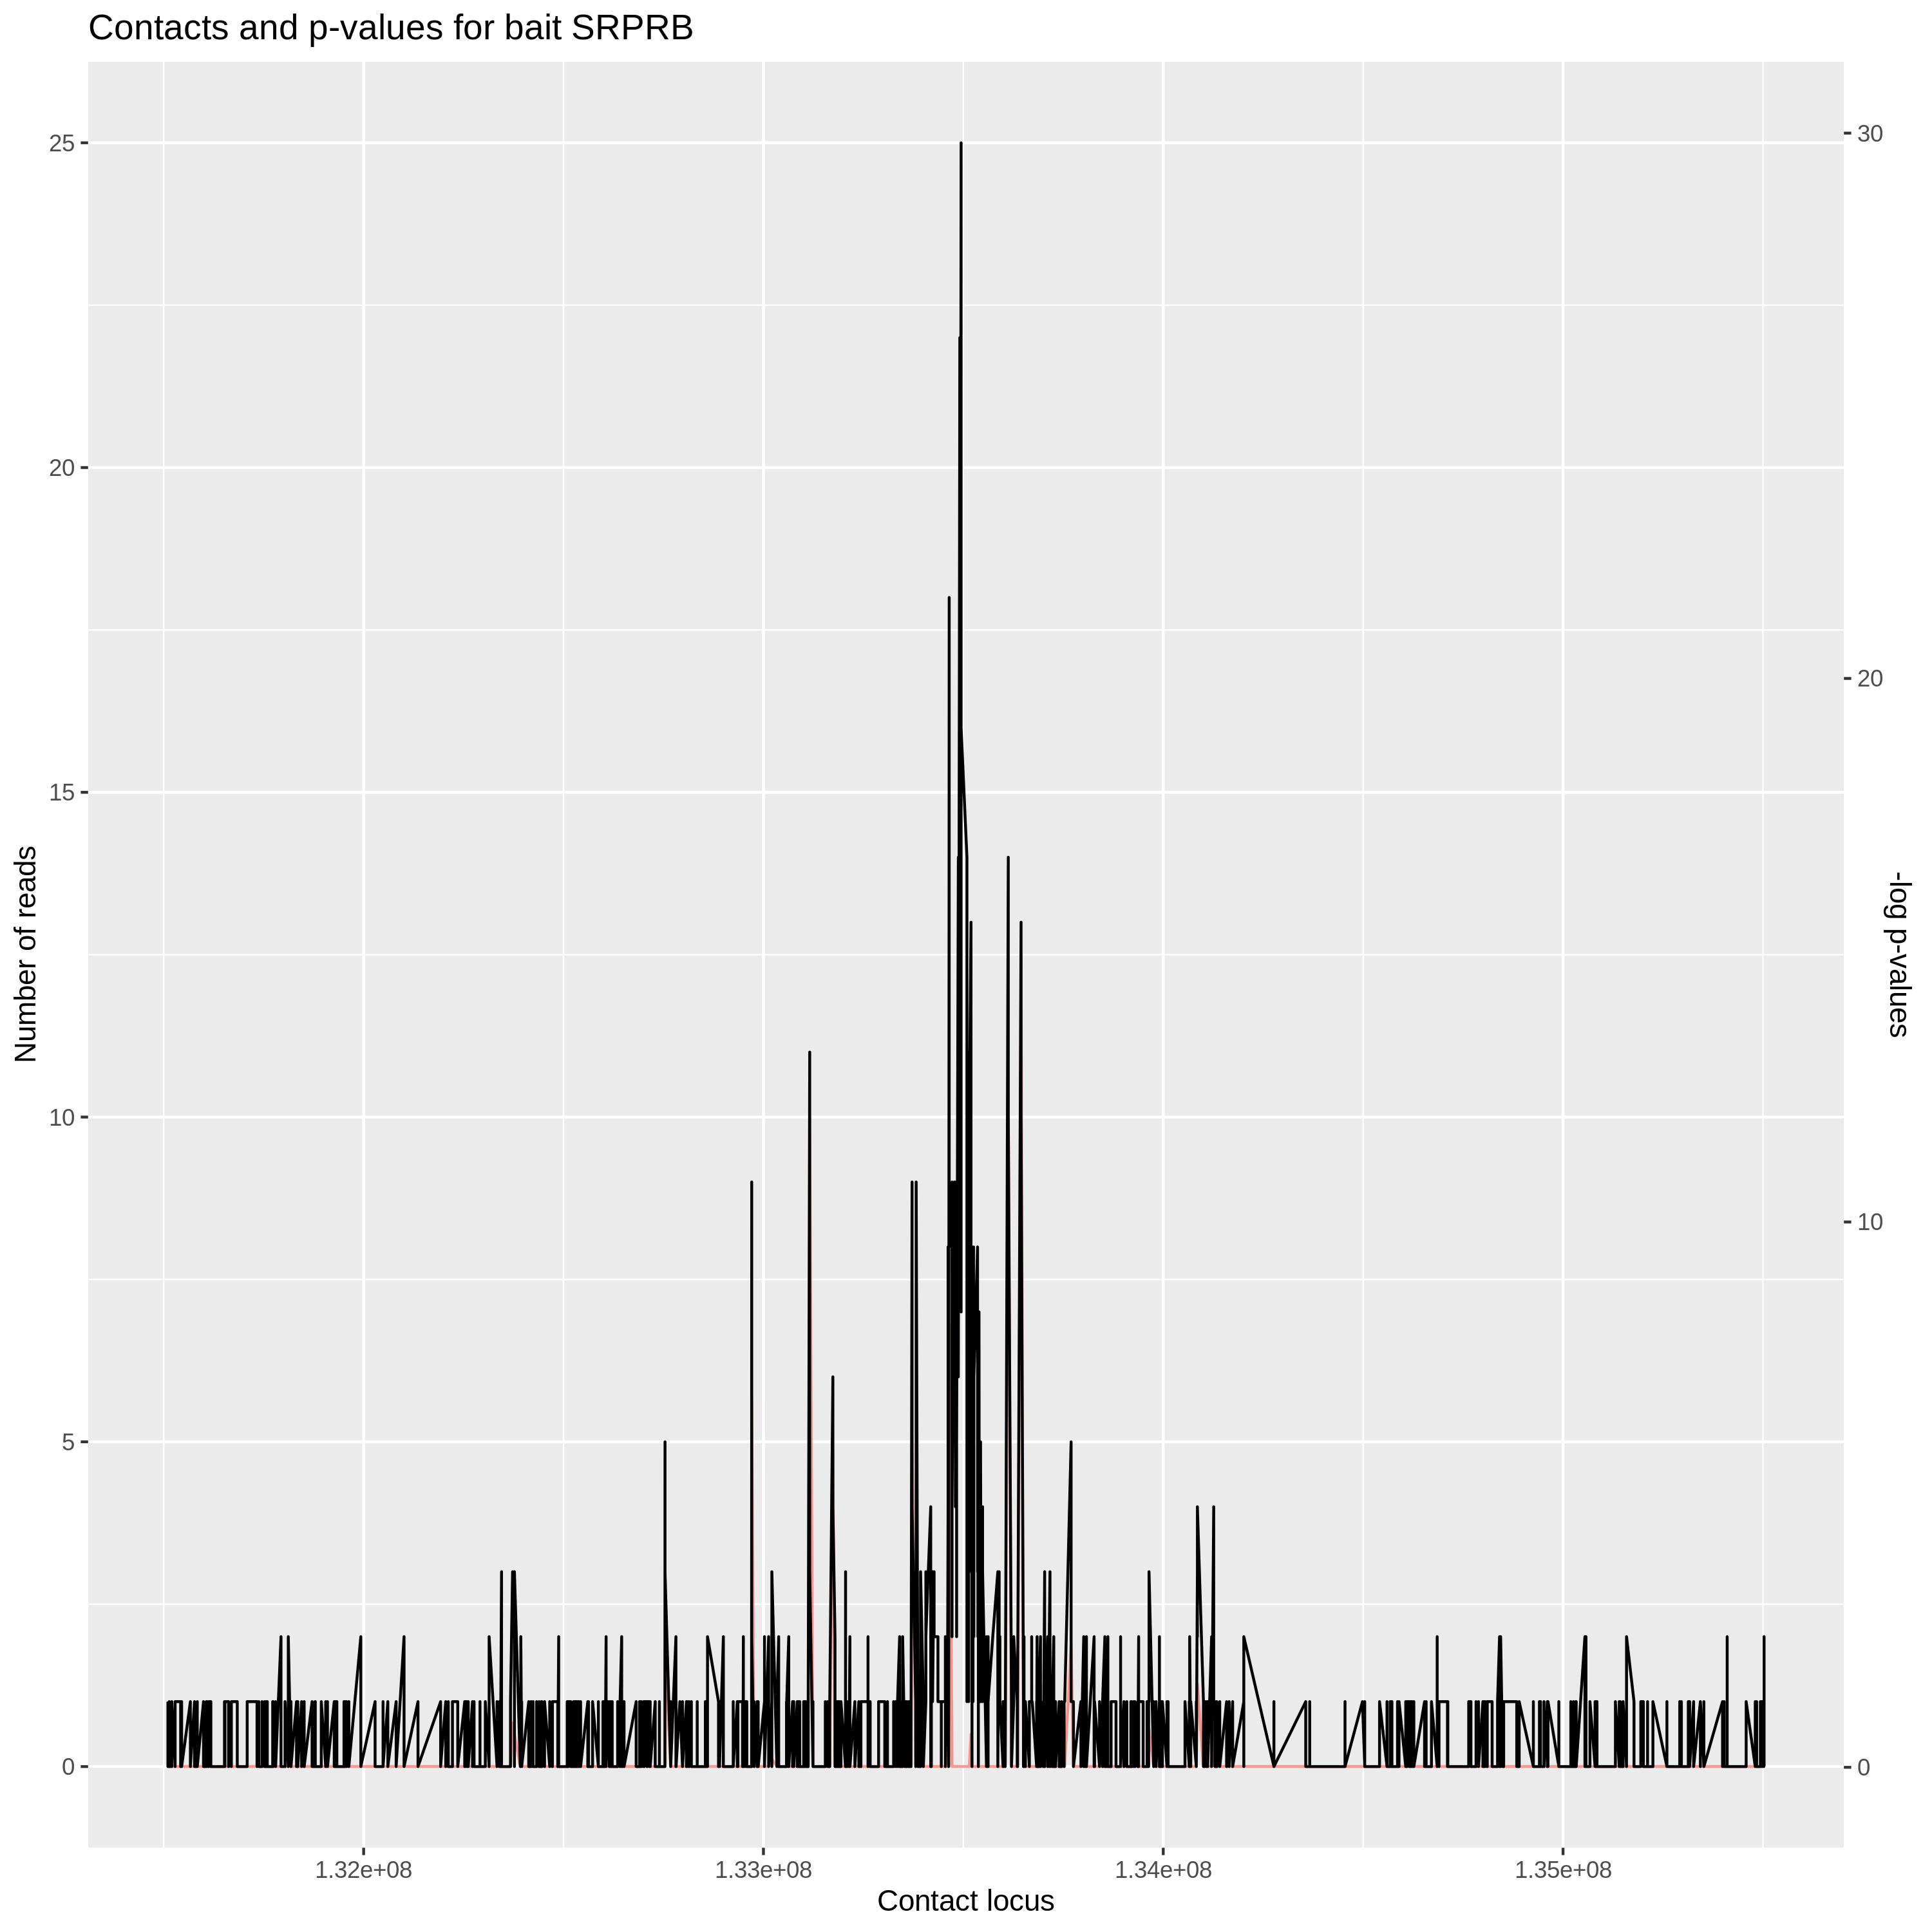 Contacts and p-values for bait SRPRB
25
20
15
10
5
0
Number of reads
30
20
10
0
-log p-values
1.32e+08
1.33e+08
1.34e+08
1.35e+08
Contact locus